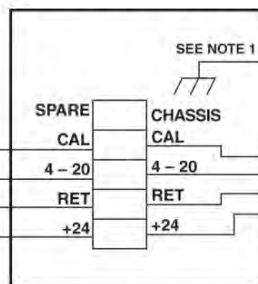 SEE NOTE 1
SPARE CHASSIS
CAL CAL
4 – 20 4 – 20
RET RET
+24 +24